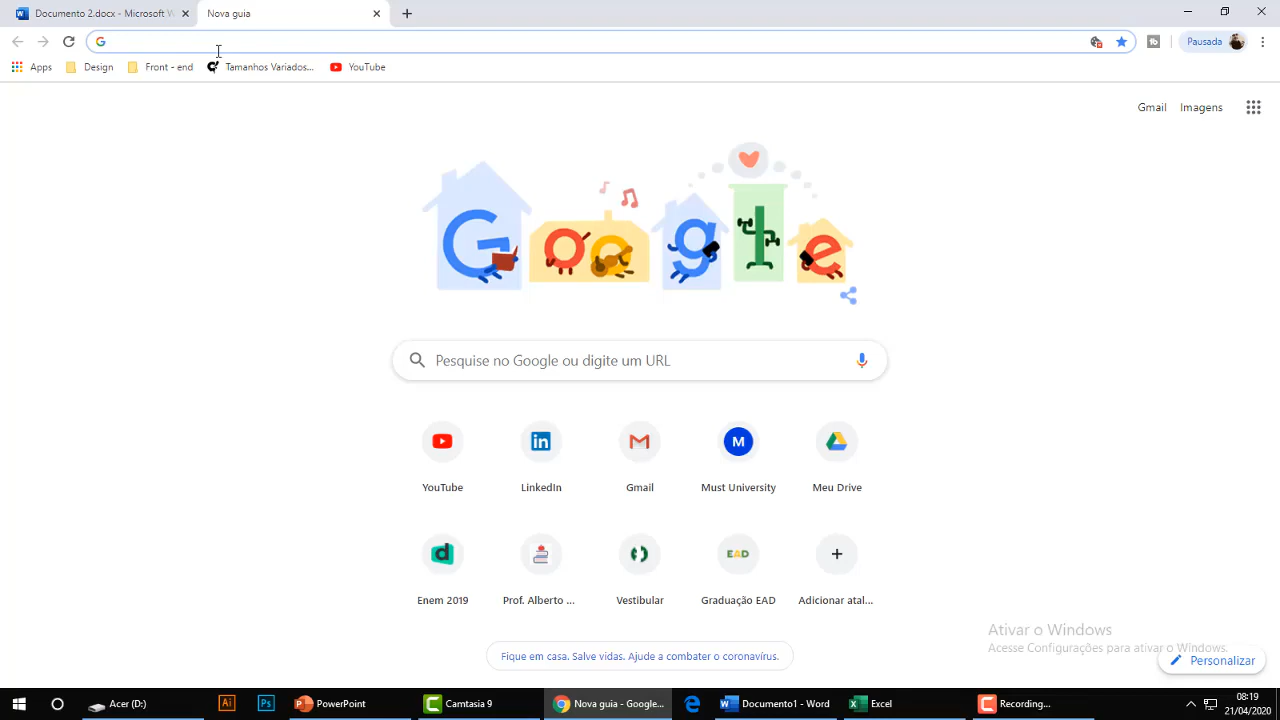 Documento 2.docx - Microsoft W
Nova guia
Pausada
Apps
Design
Front - end
Tamanhos Variados...
YouTube
Gmail
Imagens
Google
Pesquise no Google ou digite um URL
M
EAD
YouTube
LinkedIn
Gmail
Must University
Meu Drive
Enem 2019
Prof. Alberto ...
Vestibular
Graduação EAD
Adicionar atal...
Ativar o Windows
Acesse Configurações para ativar o Windows.
Fique em casa. Salve vidas. Ajude a combater o coronavírus.
Personalizar
Acer (D:)
PowerPoint
Camtasia 9
Nova guia - Google...
Documento1 - Word
Excel
Recording...
08:19
21/04/2020